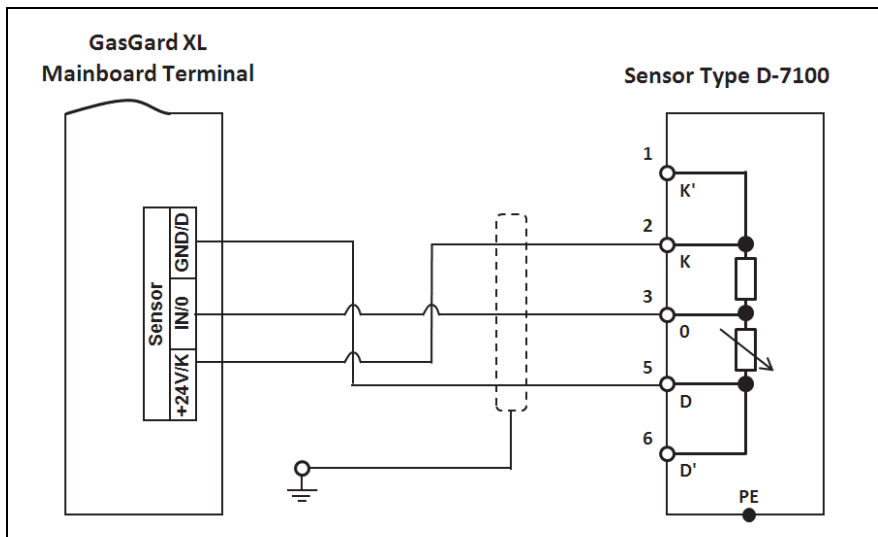 GasGard XL
Mainboard Terminal
Sensor Type D-7100
Sensor
GND/D
IN/0
+24V/K
1
K'
2
K
3
0
5
D
6
D'
PE